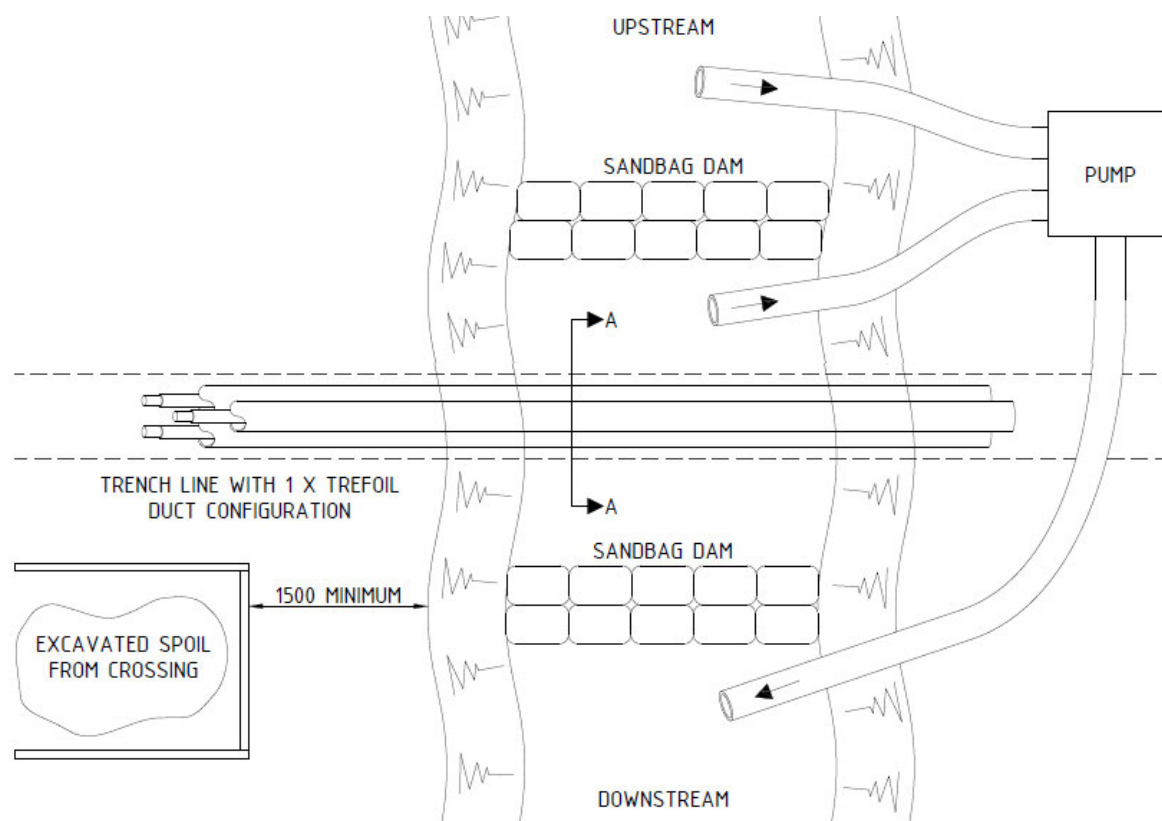 UPSTREAM
SANDBAG DAM
PUMP
A
A
TRENCH LINE WITH 1 X TREFOIL
DUCT CONFIGURATION
SANDBAG DAM
1500 MINIMUM
EXCAVATED SPOIL
FROM CROSSING
DOWNSTREAM